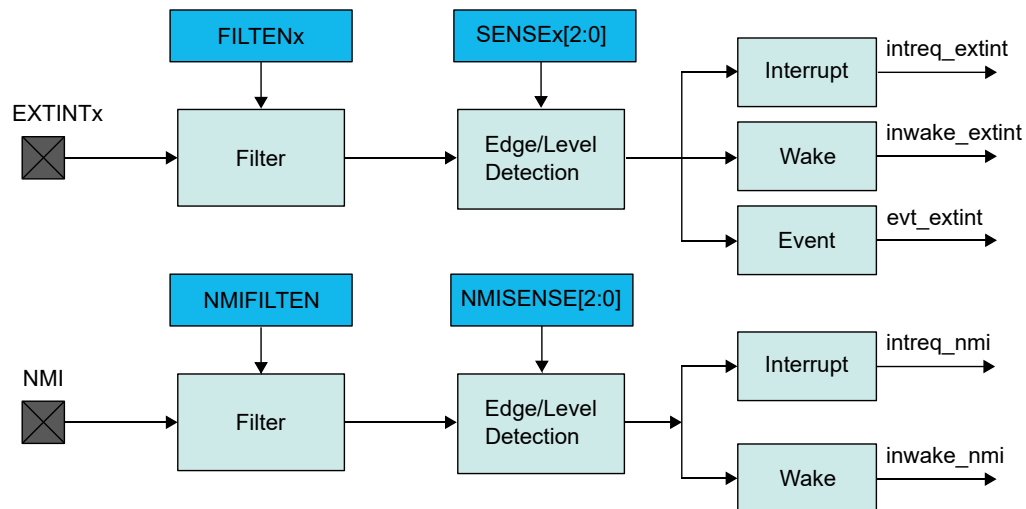 FILTENx
SENSEx[2:0]
intreq_extint
Interrupt
EXTINTx
Filter
Edge/Level
Detection
inwake_extint
Wake
evt_extint
Event
NMIFILTEN
NMISENSE[2:0]
intreq_nmi
Interrupt
NMI
Filter
Edge/Level
Detection
inwake_nmi
Wake